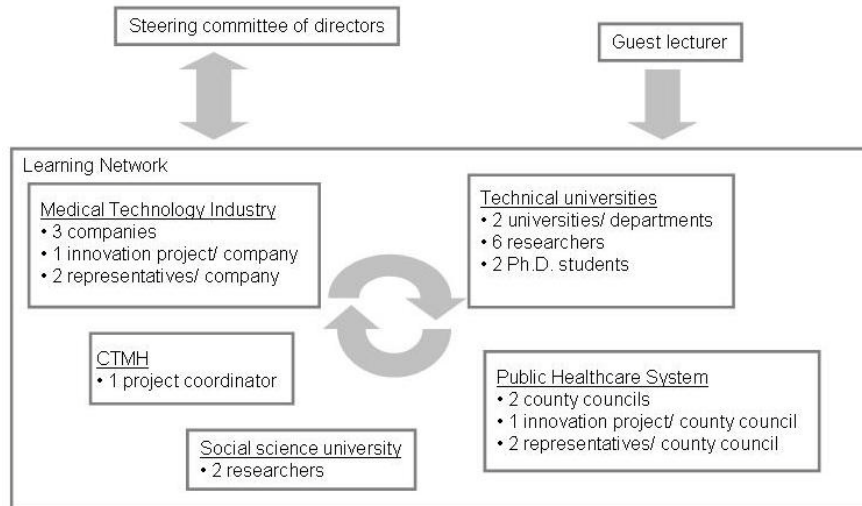 Steering committee of directors
Guest lecturer
Learning Network
Medical Technology Industry
• 3 companies
• 1 innovation project/ company
• 2 representatives/ company
Technical universities
• 2 universities/ departments
• 6 researchers
• 2 Ph.D. students
CTMH
• 1 project coordinator
Public Healthcare System
• 2 county councils
• 1 innovation project/ county council
• 2 representatives/ county council
Social science university
• 2 researchers